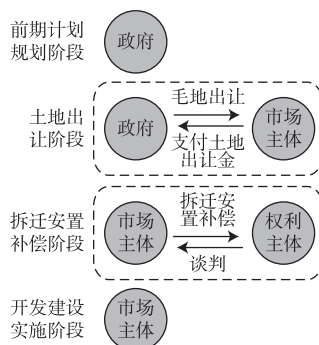 前期计划
规划阶段
政府
土地出
让阶段
政府
毛地出让
支付土地
出让金
市场
主体
拆迁安置
补偿阶段
市场
主体
拆迁安
置补偿
谈判
权利
主体
开发建设
实施阶段
市场
主体